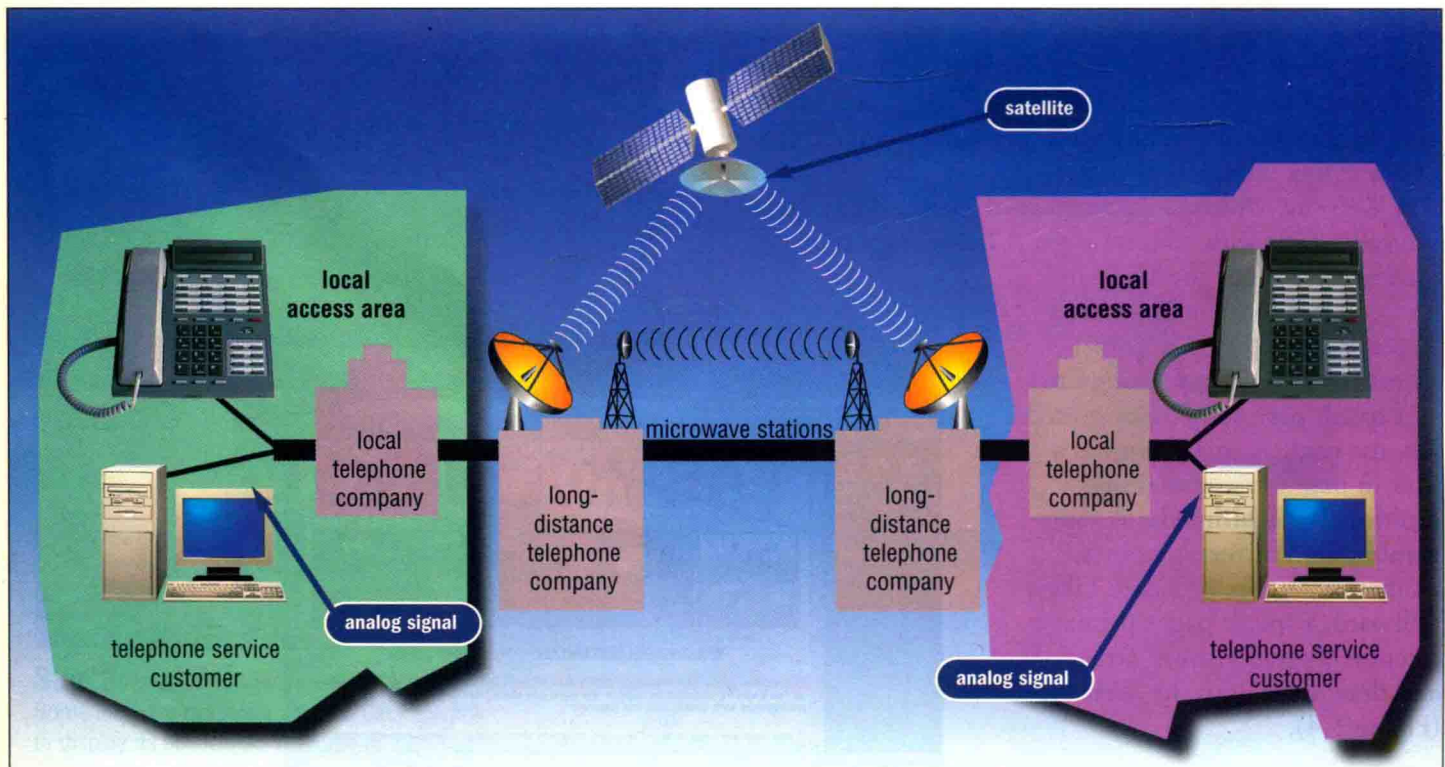 satellite
local
access area
local
telephone
company
analog signal
telephone service
customer
long-
distance
telephone
company
microwave stations
long-
distance
telephone
company
local
access area
local
telephone
company
analog signal
telephone service
customer